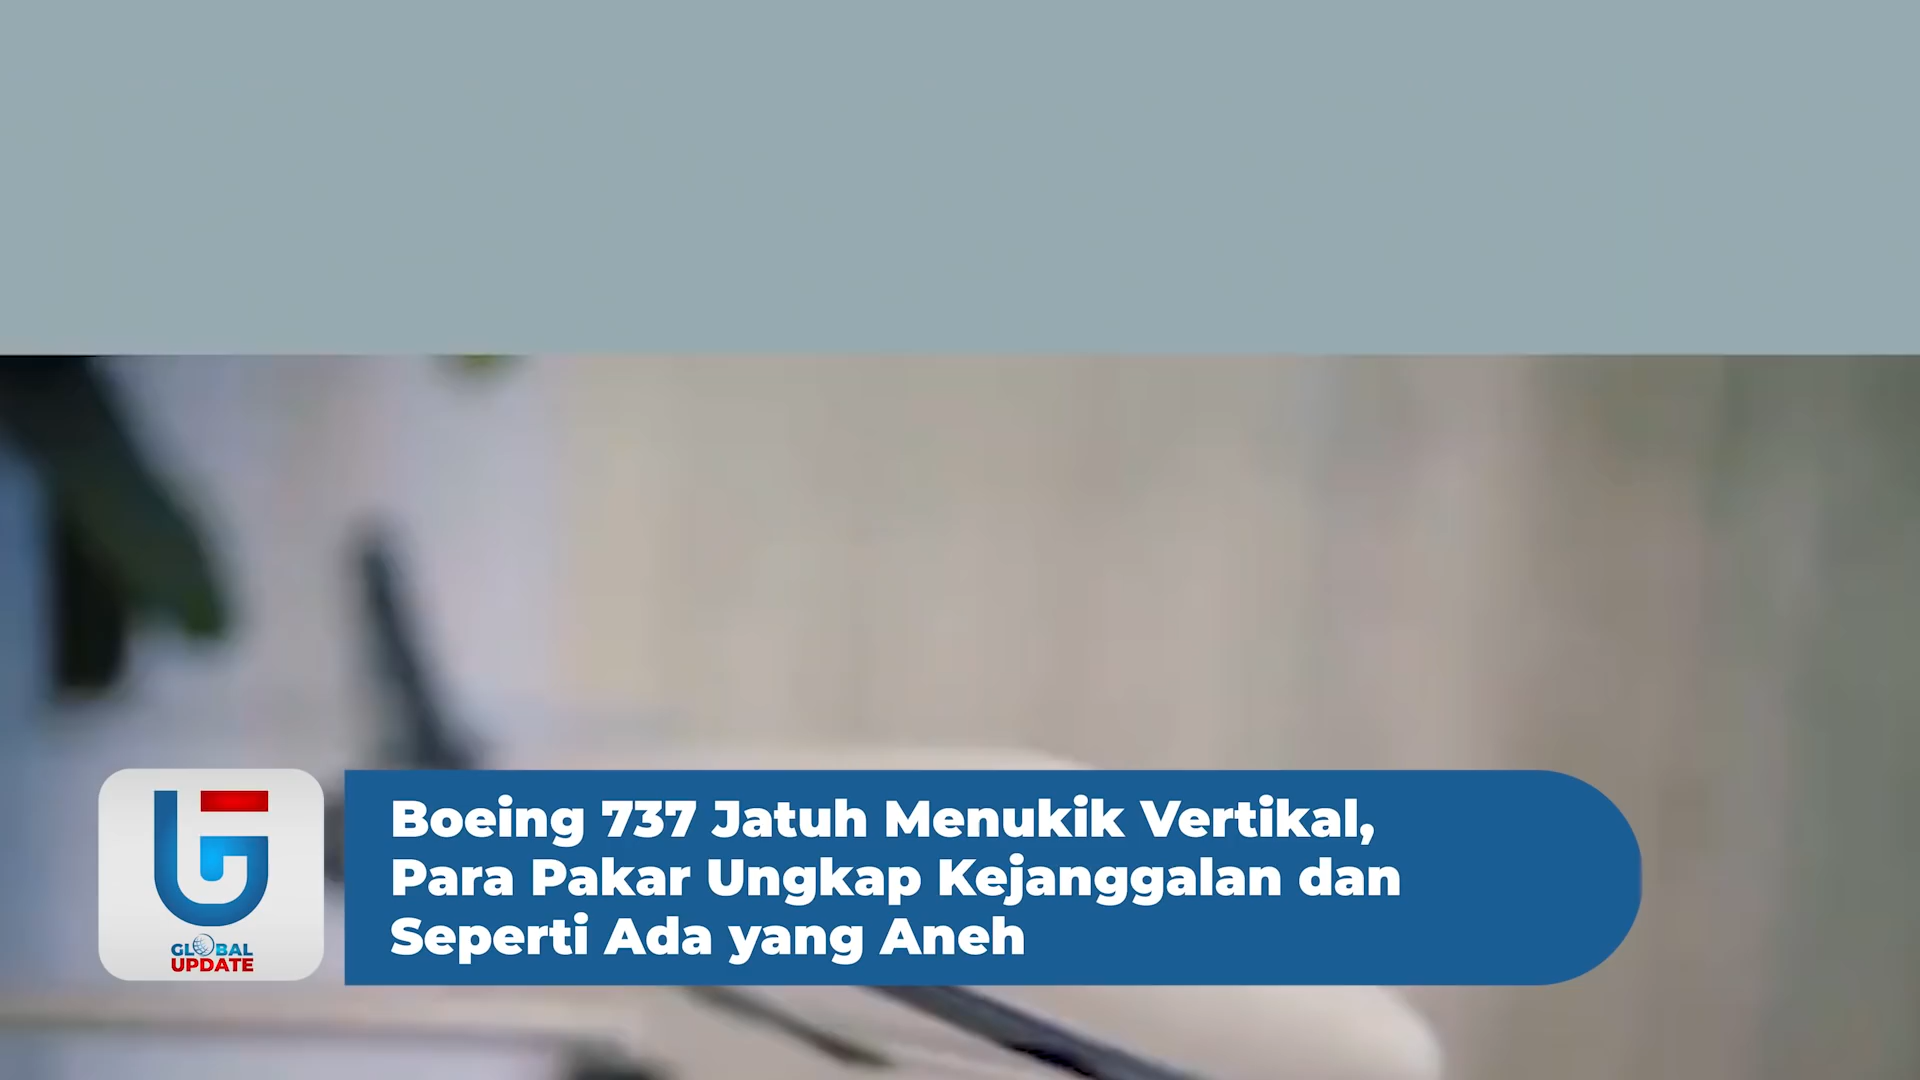 Boeing 737 Jatuh Menukik Vertikal,
Para Pakar Ungkap Kejanggalan dan
Seperti Ada yang Aneh
GLOBAL
UPDATE